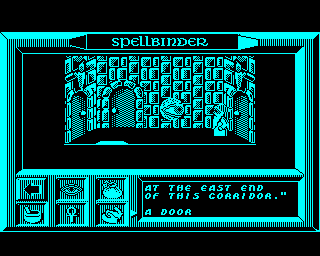 SPELLBINDER
AT THE EAST END
OF THIS CORRIDOR."
A DOOR